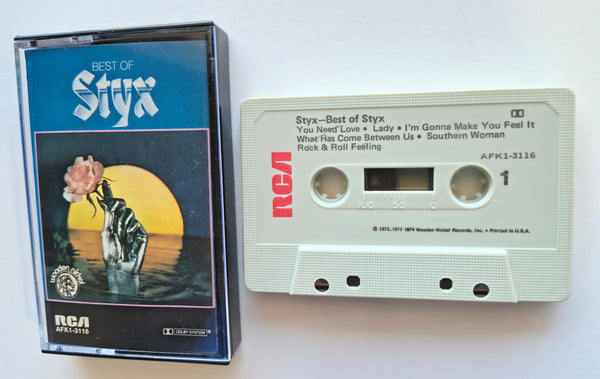 BEST OF
Styx
wooden nickel
RCA
AFK1-3116
DOLBY SYSTEM®
Styx—Best of Styx
You Need Love • Lady • I'm Gonna Make You Feel It
What Has Come Between Us • Southern Woman
Rock & Roll Feeling
AFK1-3116
RCA
1
100 50 0
℗ 1972, 1973 1974 Wooden Nickel Records, Inc. • Printed in U.S.A.